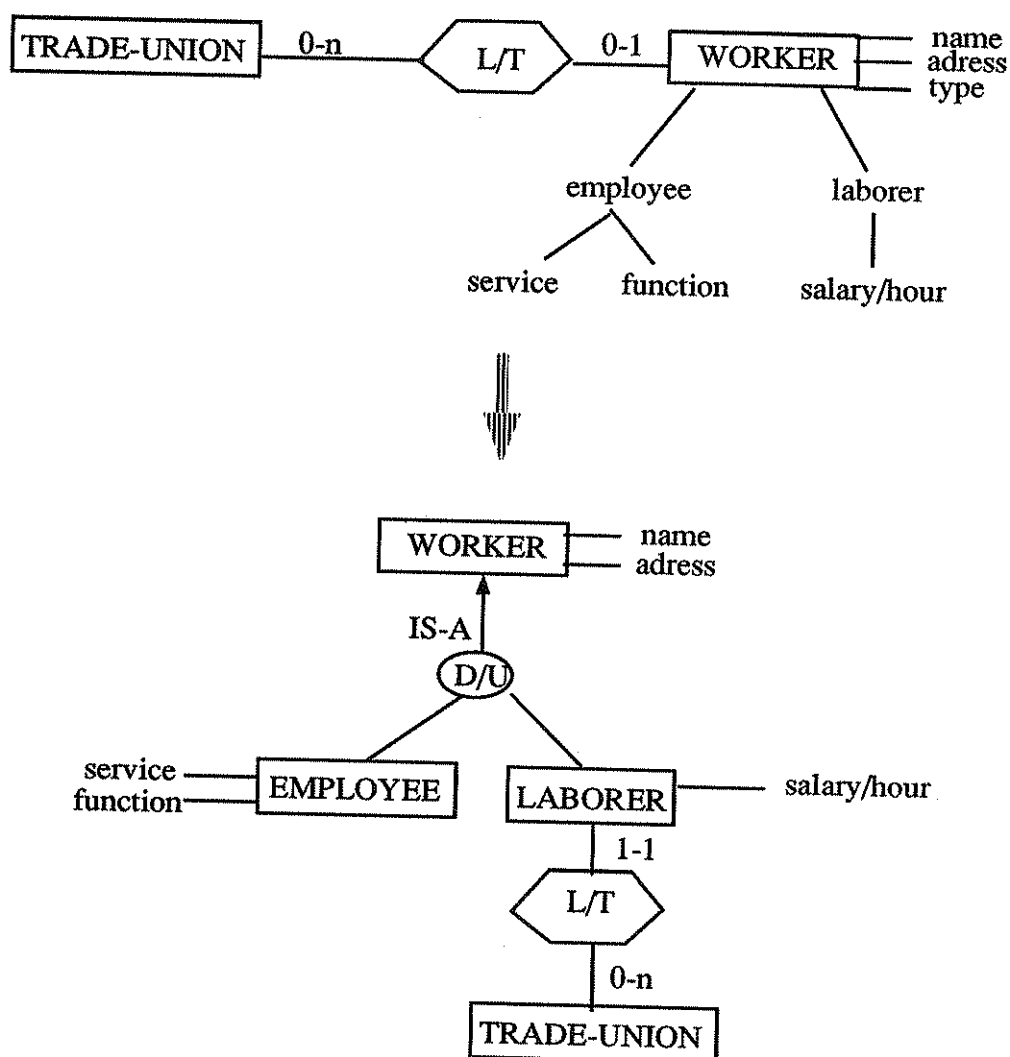 TRADE-UNION 0-n L/T 0-1 WORKER name
adress
type
employee laborer
service function salary/hour
WORKER name
adress
IS-A
D/U
service EMPLOYEE LABORER salary/hour
function
1-1
L/T
0-n
TRADE-UNION